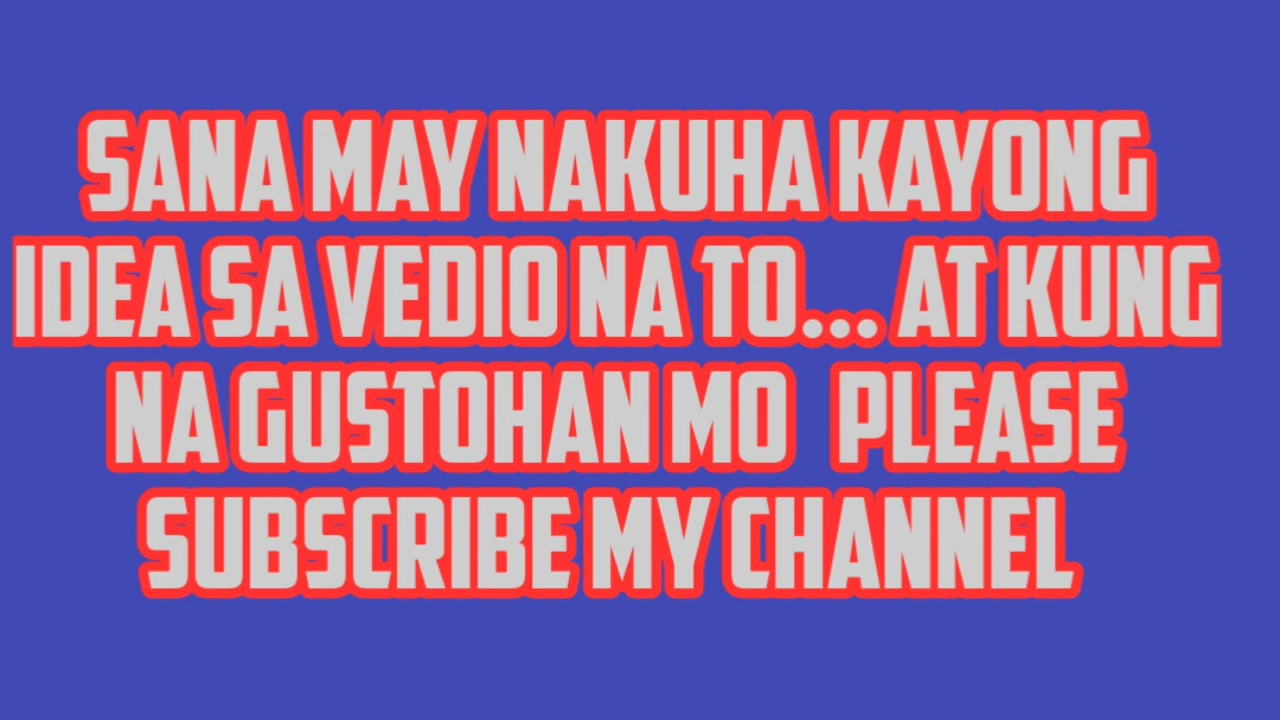 SANA MAY NAKUHA KAYONG
IDEA SA VEDIO NA TO... AT KUNG
NA GUSTOHAN MO PLEASE
SUBSCRIBE MY CHANNEL